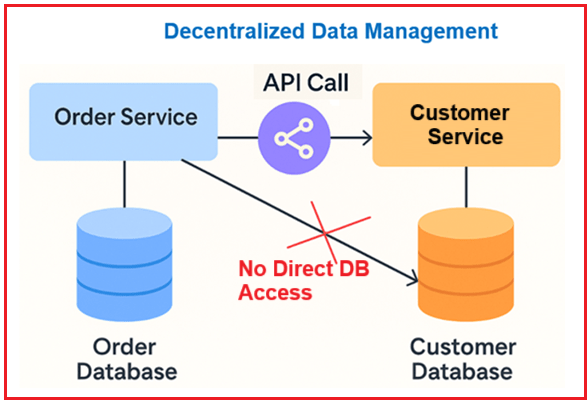 Decentralized Data Management
API Call
Order Service
Customer
Service
No Direct DB
Access
Order
Database
Customer
Database